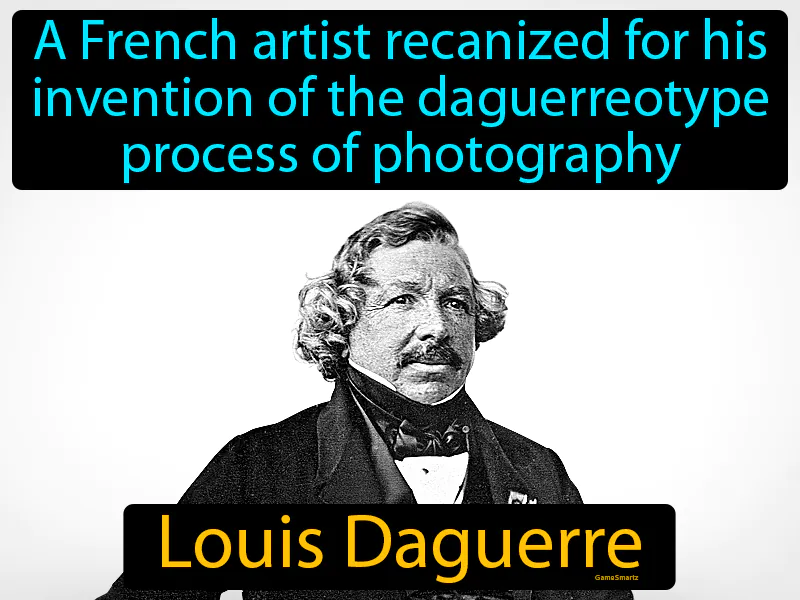 A French artist recanized for his
invention of the daguerreotype
process of photography
Louis Daguerre
GameSmartz